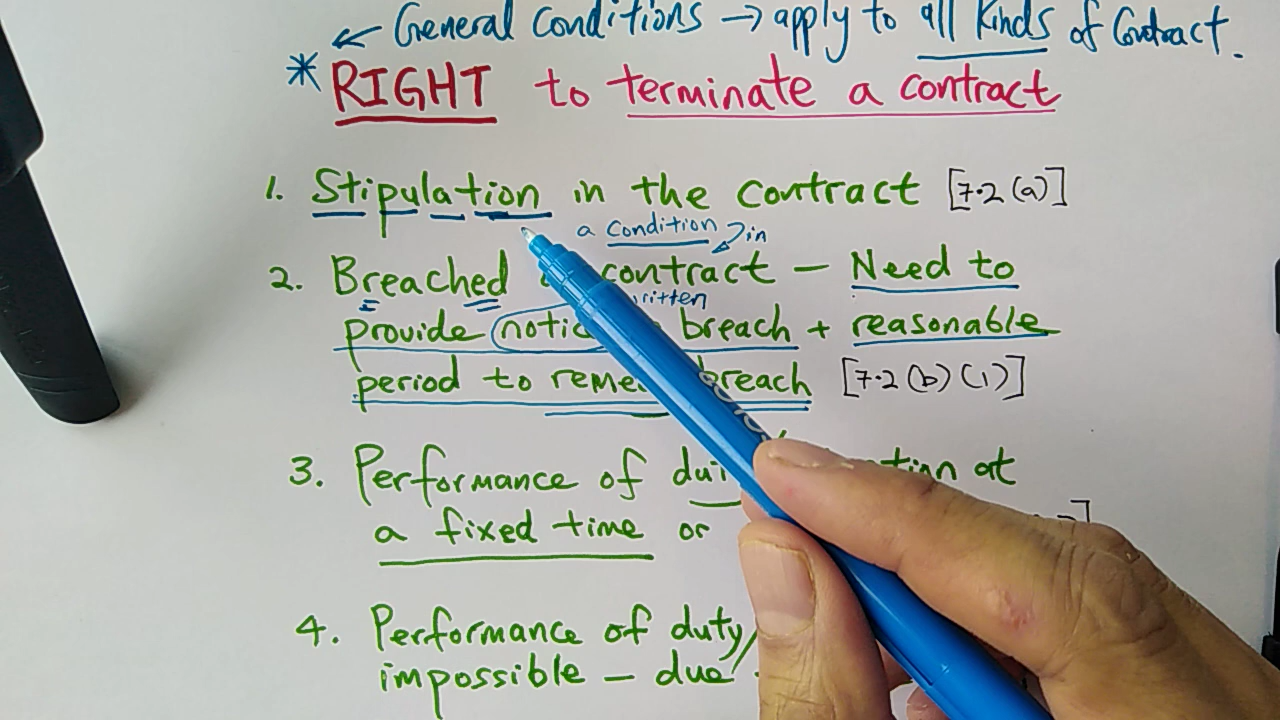 ← General conditions → apply to all kinds of Contract.
* RIGHT to terminate a contract
1. Stipulation in the contract [7.2 (a)]
a condition in
2. Breached contract – Need to
written
provide notice breach + reasonable
period to remedy breach [7.2 (b) (1)]
3. Performance of at
a fixed time or
4. Performance of duty/
impossible – due